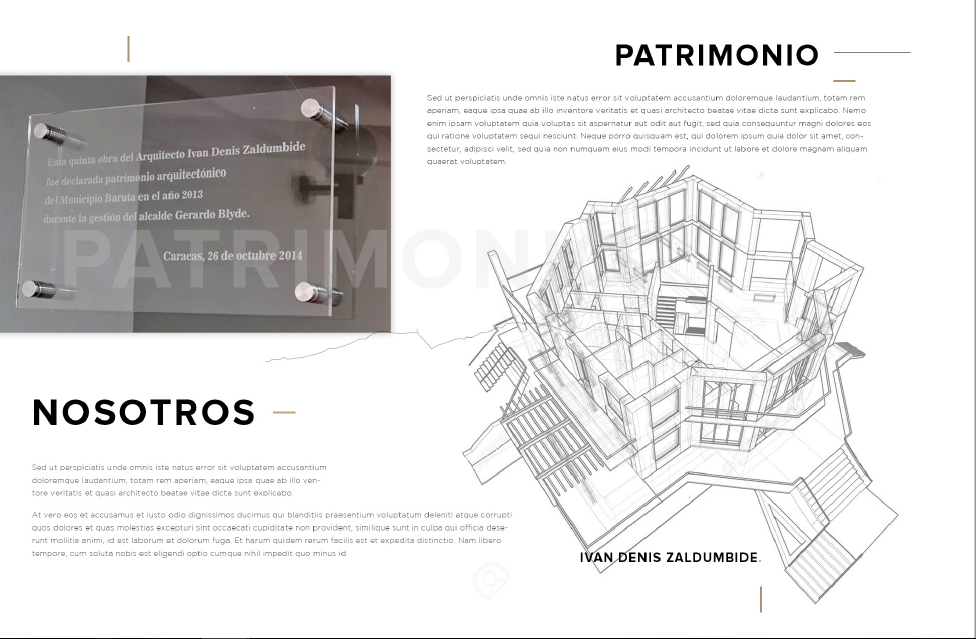 PATRIMONIO
Sed ut perspiciatis unde omnis iste natus error sit voluptatem accusantium doloremque laudantium, totam rem
aperiam, eaque ipsa quae ab illo inventore veritatis et quasi architecto beatae vitae dicta sunt explicabo. Nemo
enim ipsam voluptatem quia voluptas sit aspernatur aut odit aut fugit, sed quia consequuntur magni dolores eos
qui ratione voluptatem sequi nesciunt. Neque porro quisquam est, qui dolorem ipsum quia dolor sit amet, con-
sectetur, adipisci velit, sed quia non numquam eius modi tempora incidunt ut labore et dolore magnam aliquam
quaerat voluptatem.
Esta quinta obra del Arquitecto Ivan Denis Zaldumbide
fue declarada patrimonio arquitectónico
del Municipio Baruta en el año 2013
durante la gestión del alcalde Gerardo Blyde.
Caracas, 26 de octubre 2014
PATRIMONIO
NOSOTROS
Sed ut perspiciatis unde omnis iste natus error sit voluptatem accusantium
doloremque laudantium, totam rem aperiam, eaque ipsa quae ab illo ven-
tore veritatis et quasi architecto beatae vitae dicta sunt explicabo.
At vero eos et accusamus et iusto odio dignissimos ducimus qui blanditiis praesentium voluptatum deleniti atque corrupti
quos dolores et quas molestias excepturi sint occaecati cupiditate non provident, similique sunt in culpa qui officia dese-
runt mollitia animi, id est laborum et dolorum fuga. Et harum quidem rerum facilis est et expedita distinctio. Nam libero
tempore, cum soluta nobis est eligendi optio cumque nihil impedit quo minus id
IVAN DENIS ZALDUMBIDE.